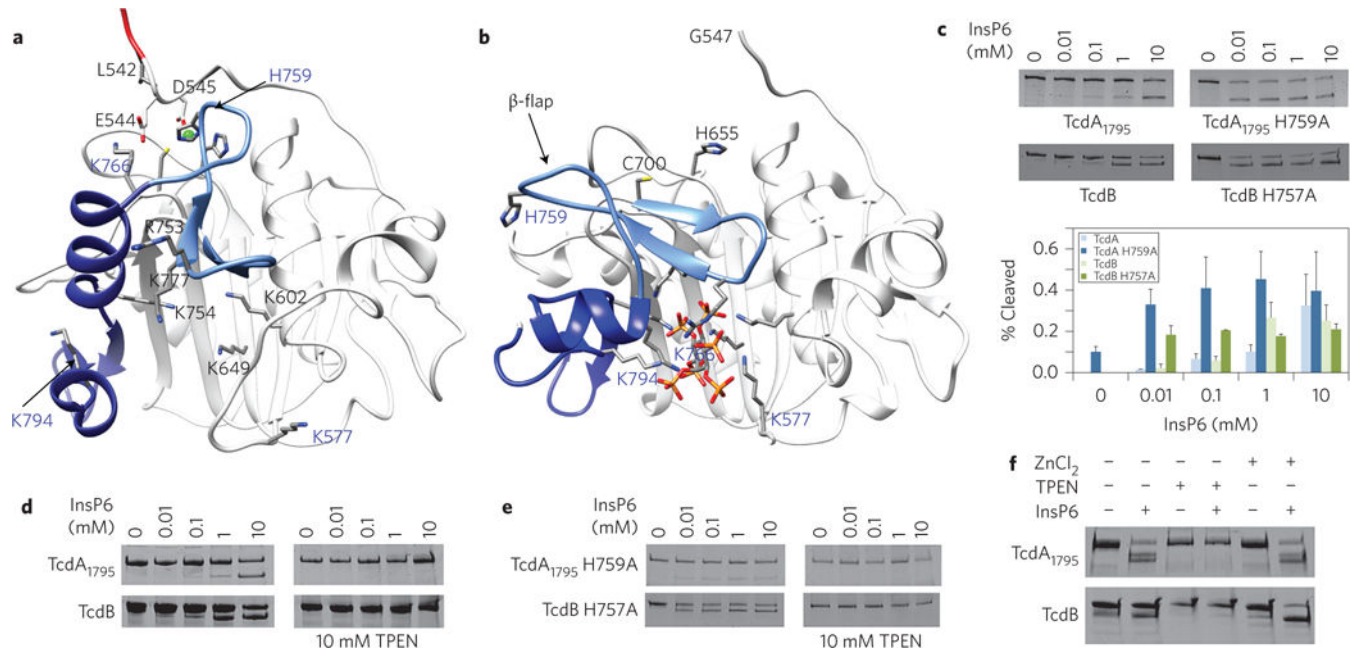 a
L542
D545
H759
E544
K766
R753
K777
K754
K602
K649
K794
K577
b
G547
β-flap
H655
C700
H759
K766
K794
K577
c
InsP6
(mM)
0 0.01 0.1 1 10
0 0.01 0.1 1 10
TcdA1795
TcdA1795 H759A
TcdB
TcdB H757A
TcdA
TcdA H759A
TcdB
TcdB H757A
% Cleaved
0.6
0.4
0.2
0.0
0 0.01 0.1 1 10
InsP6 (mM)
d
InsP6
(mM)
0 0.01 0.1 1 10
0 0.01 0.1 1 10
TcdA1795
TcdB
10 mM TPEN
e
InsP6
(mM)
0 0.01 0.1 1 10
0 0.01 0.1 1 10
TcdA1795 H759A
TcdB H757A
10 mM TPEN
f
ZnCl2 – – – – + +
TPEN – – + + – –
InsP6 – + – + – +
TcdA1795
TcdB